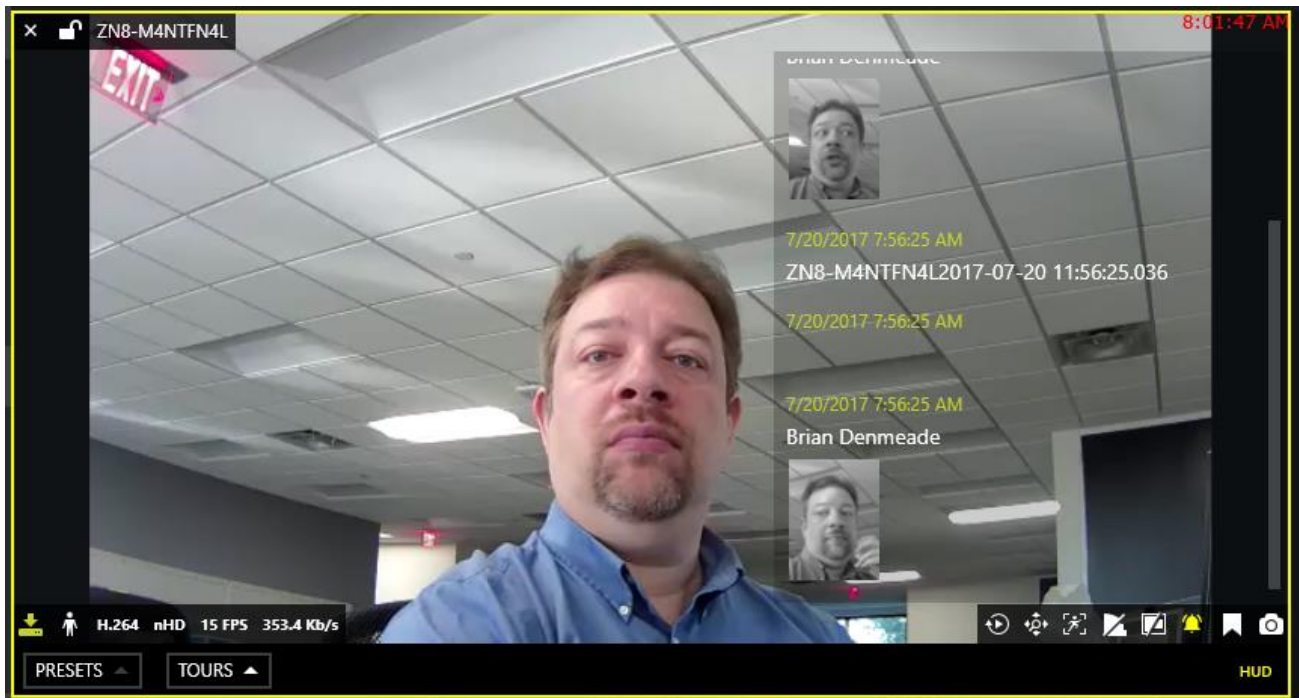 ZN8-M4NTFN4L
8:01:47 AM
EXIT
Brian Denmeade
7/20/2017 7:56:25 AM
ZN8-M4NTFN4L2017-07-20 11:56:25.036
7/20/2017 7:56:25 AM
7/20/2017 7:56:25 AM
Brian Denmeade
H.264 nHD 15 FPS 353.4 Kb/s
PRESETS
TOURS
HUD